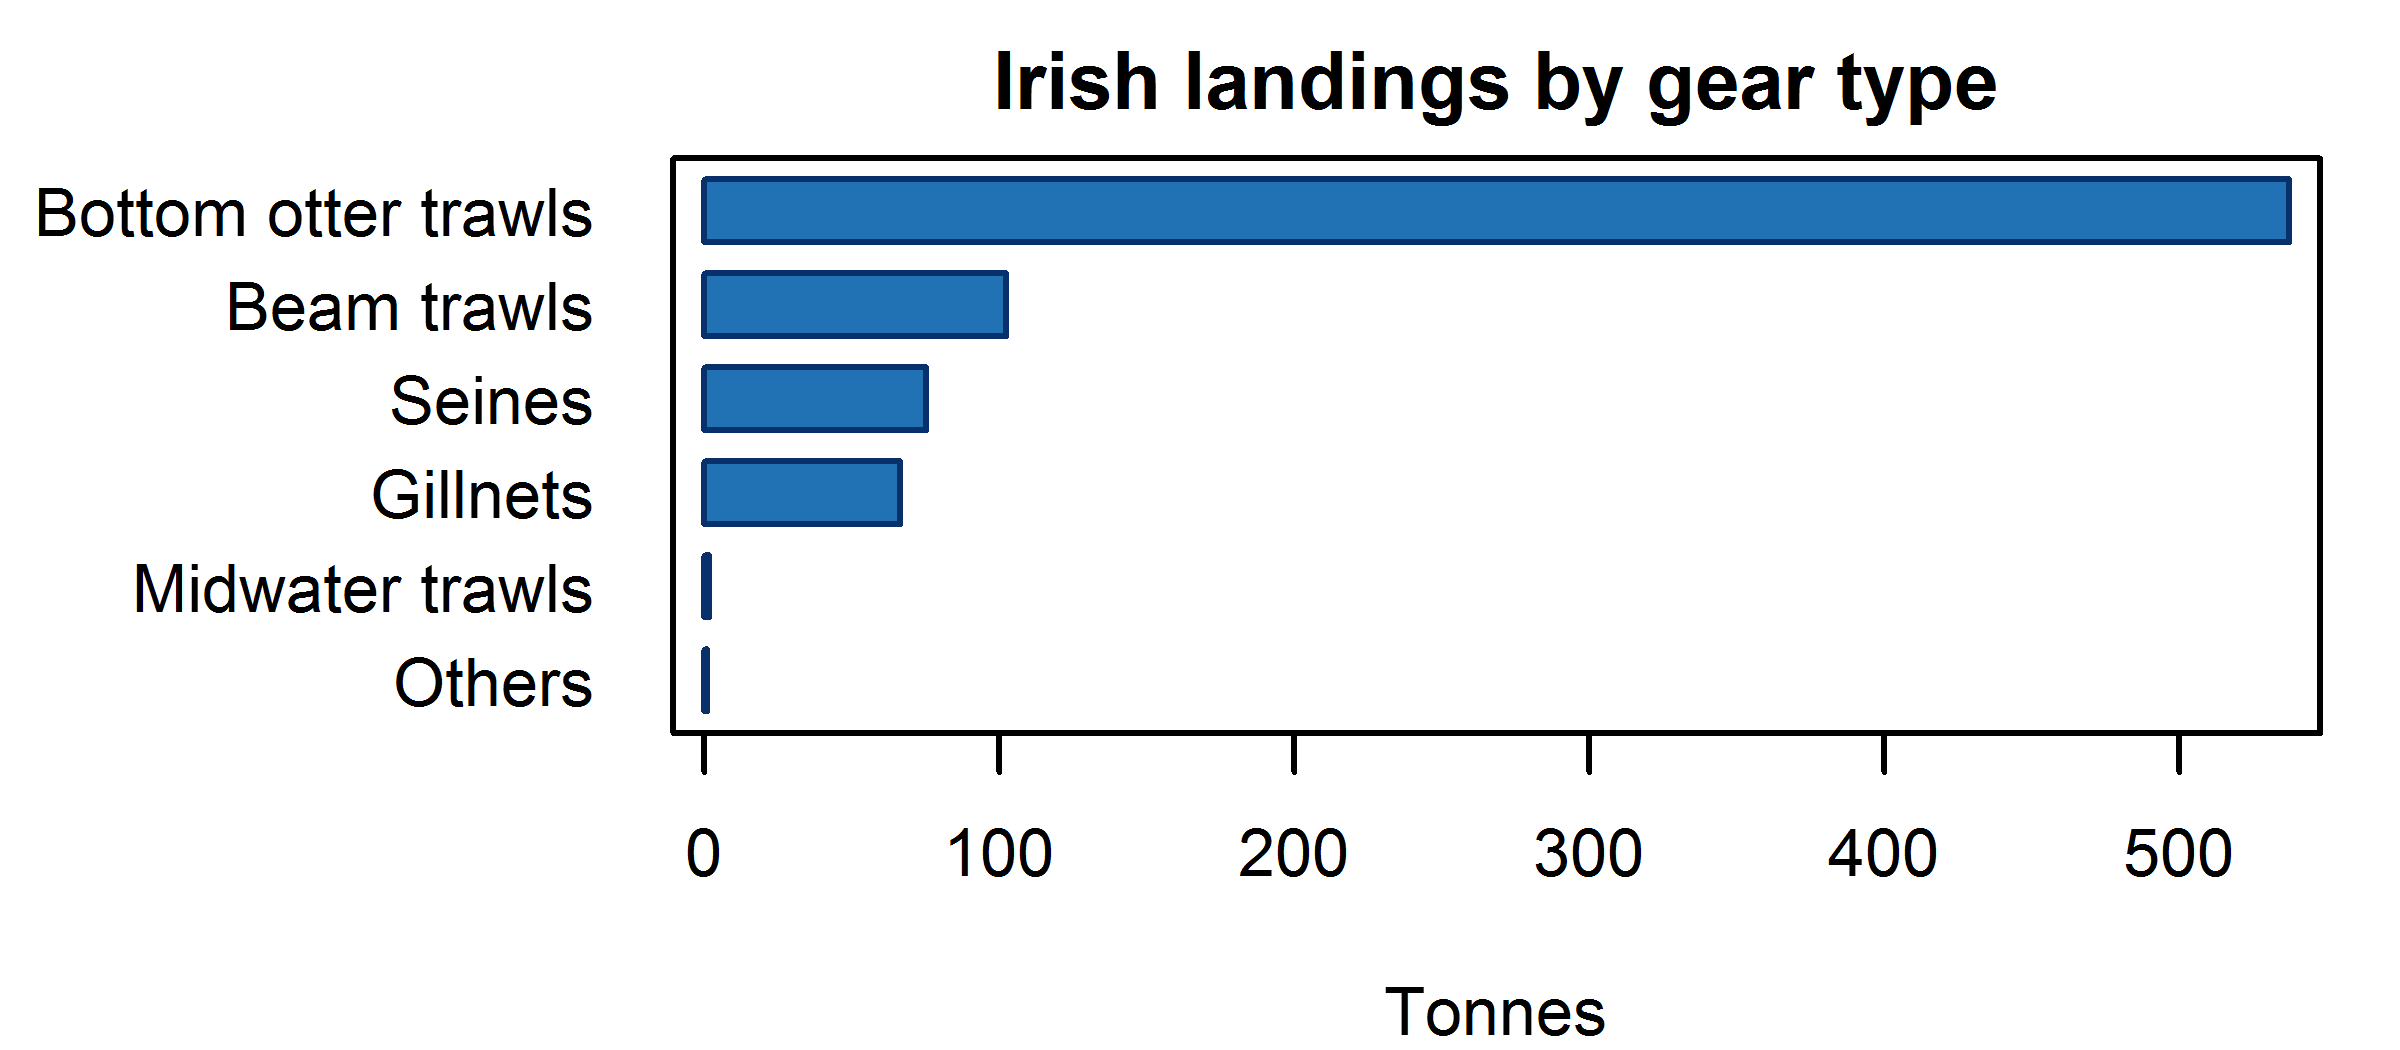 Irish landings by gear type
Bottom otter trawls
Beam trawls
Seines
Gillnets
Midwater trawls
Others
0 100 200 300 400 500
Tonnes